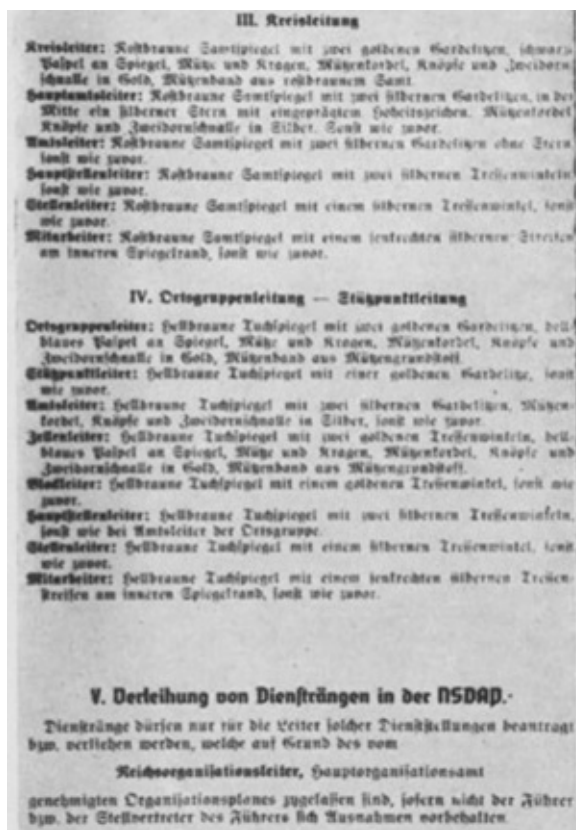 III. Kreisleitung
Kreisleiter: Rostbraune Samtspiegel mit zwei goldenen Gardelitzen, schwarz.
Paspel an Spiegel, Mütze und Kragen, Mützenkordel, Knöpfe und Zweidorn-
schnalle in Gold, Mützenband aus rostbraunem Samt.
Hauptamtsleiter: Rostbraune Samtspiegel mit zwei silbernen Gardelitzen, in der
Mitte ein silberner Stern mit eingeprägtem Hoheitszeichen. Mützenkordel
Knöpfe und Zweidornschnalle in Silber. Sonst wie zuvor.
Amtsleiter: Rostbraune Samtspiegel mit zwei silbernen Gardelitzen ohne Stern
sonst wie zuvor.
Hauptstellenleiter: Rostbraune Samtspiegel mit zwei silbernen Tressenwinkeln,
sonst wie zuvor.
Stellenleiter: Rostbraune Samtspiegel mit einem silbernen Tressenwinkel, sonst
wie zuvor.
Mitarbeiter: Rostbraune Samtspiegel mit einem senkrechten silbernen Streifen
am inneren Spiegelrand, sonst wie zuvor.
IV. Ortsgruppenleitung — Stützpunktleitung
Ortsgruppenleiter: Hellbraune Tuchspiegel mit zwei goldenen Gardelitzen, hell-
blaues Paspel an Spiegel, Mütze und Kragen, Mützenkordel, Knöpfe und
Zweidornschnalle in Gold, Mützenband aus Mützengrundstoff.
Stützpunktleiter: Hellbraune Tuchspiegel mit einer goldenen Gardelitze, sonst
wie zuvor.
Amtsleiter: Hellbraune Tuchspiegel mit zwei silbernen Gardelitzen, Mützen-
kordel, Knöpfe und Zweidornschnalle in Silber, sonst wie zuvor.
Zellenleiter: Hellbraune Tuchspiegel mit zwei goldenen Tressenwinkeln, hell-
blaues Paspel an Spiegel, Mütze und Kragen, Mützenkordel, Knöpfe und
Zweidornschnalle in Gold, Mützenband aus Mützengrundstoff.
Blockleiter: Hellbraune Tuchspiegel mit einem goldenen Tressenwinkel, sonst wie
zuvor.
Hauptstellenleiter: Hellbraune Tuchspiegel mit zwei silbernen Tressenwinkeln,
sonst wie bei Amtsleiter der Ortsgruppe.
Stellenleiter: Hellbraune Tuchspiegel mit einem silbernen Tressenwinkel, sonst
wie zuvor.
Mitarbeiter: Hellbraune Tuchspiegel mit einem senkrechten silbernen Tressen-
streifen am inneren Spiegelrand, sonst wie zuvor.
V. Verleihung von Diensträngen in der NSDAP.
Dienstränge dürfen nur für die Leiter solcher Dienststellungen beantragt
bzw. verliehen werden, welche auf Grund des vom
Reichsorganisationsleiter, Hauptorganisationsamt
genehmigten Organisationsplanes zugelassen sind, sofern nicht der Führer
bzw. der Stellvertreter des Führers sich Ausnahmen vorbehalten.